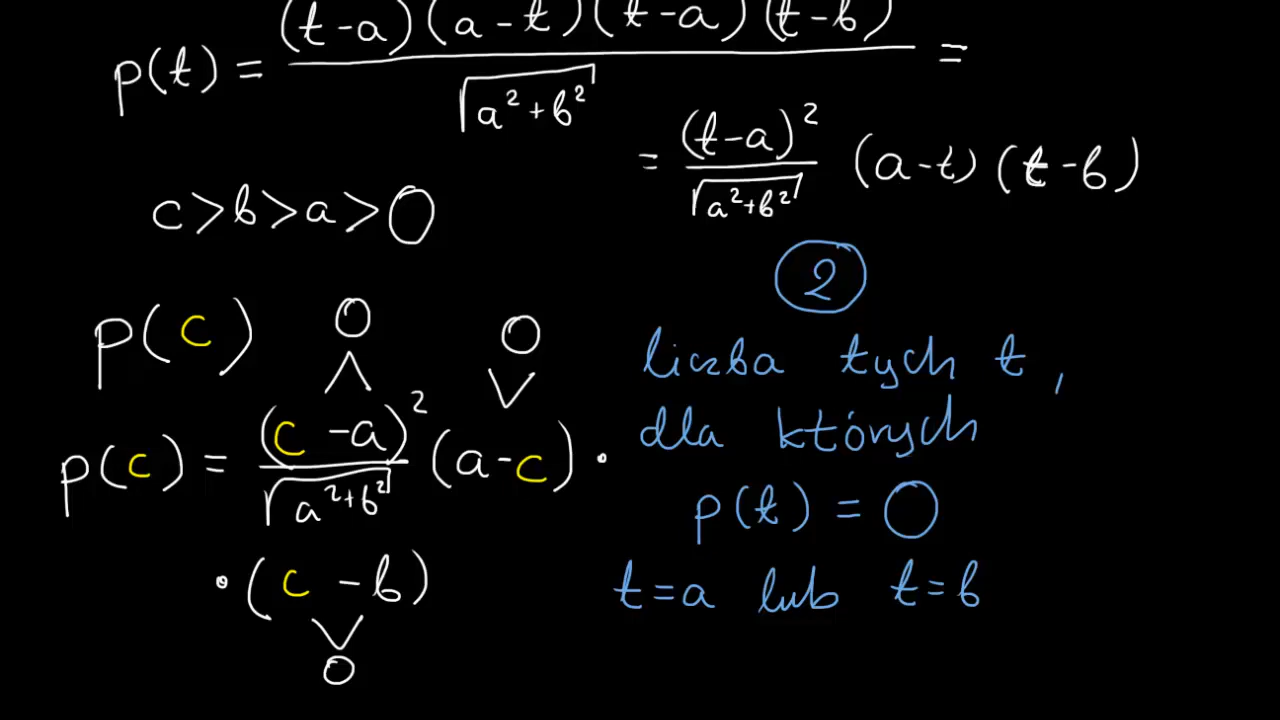 p(t) = (t-a)(a-t)(t-a)(t-b) / √(a²+b²) =
= (t-a)² / √(a²+b²) (a-t)(t-b)
c>b>a>0
p(c)
0 0
∧ ∨
p(c) = (c-a)² / √(a²+b²) (a-c) ·
· (c-b)
∨
0
2
liczba tych t,
dla których
p(t) = 0
t=a lub t=b